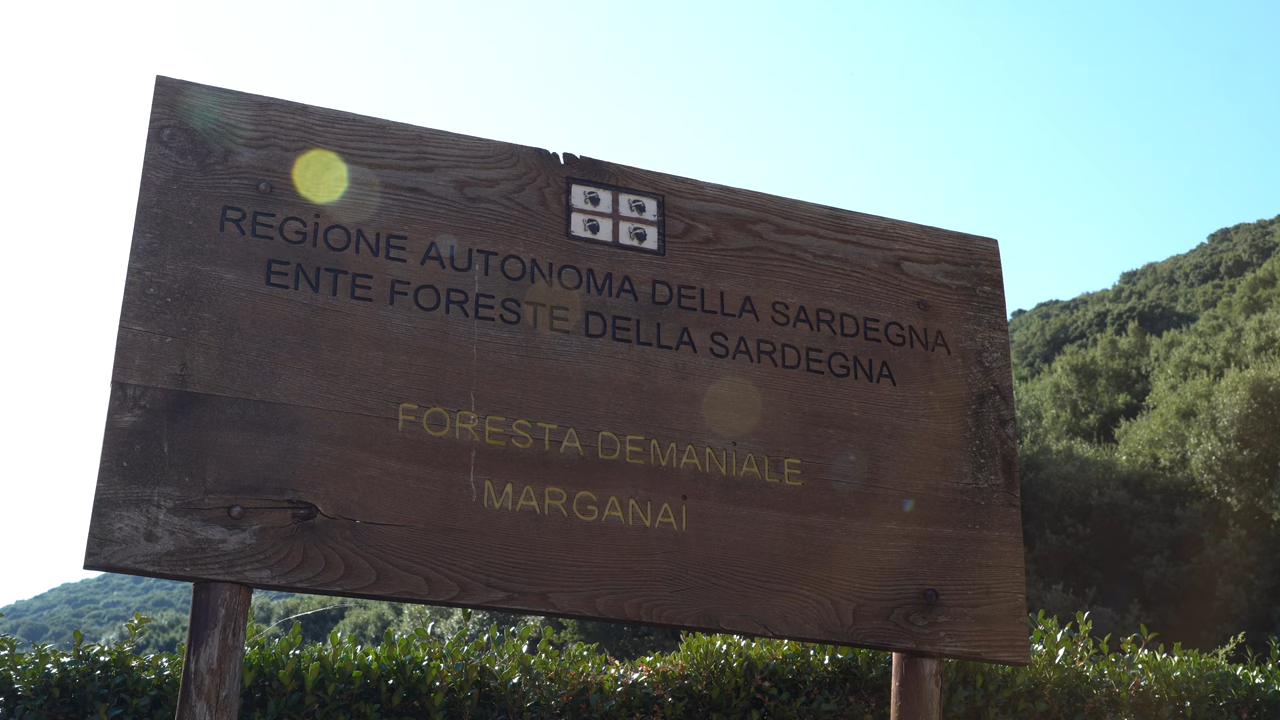 REGiONE AUTONOMA DELLA SARDEGNA
ENTE FORESTE DELLA SARDEGNA
FORESTA DEMANiALE
MARGANAi